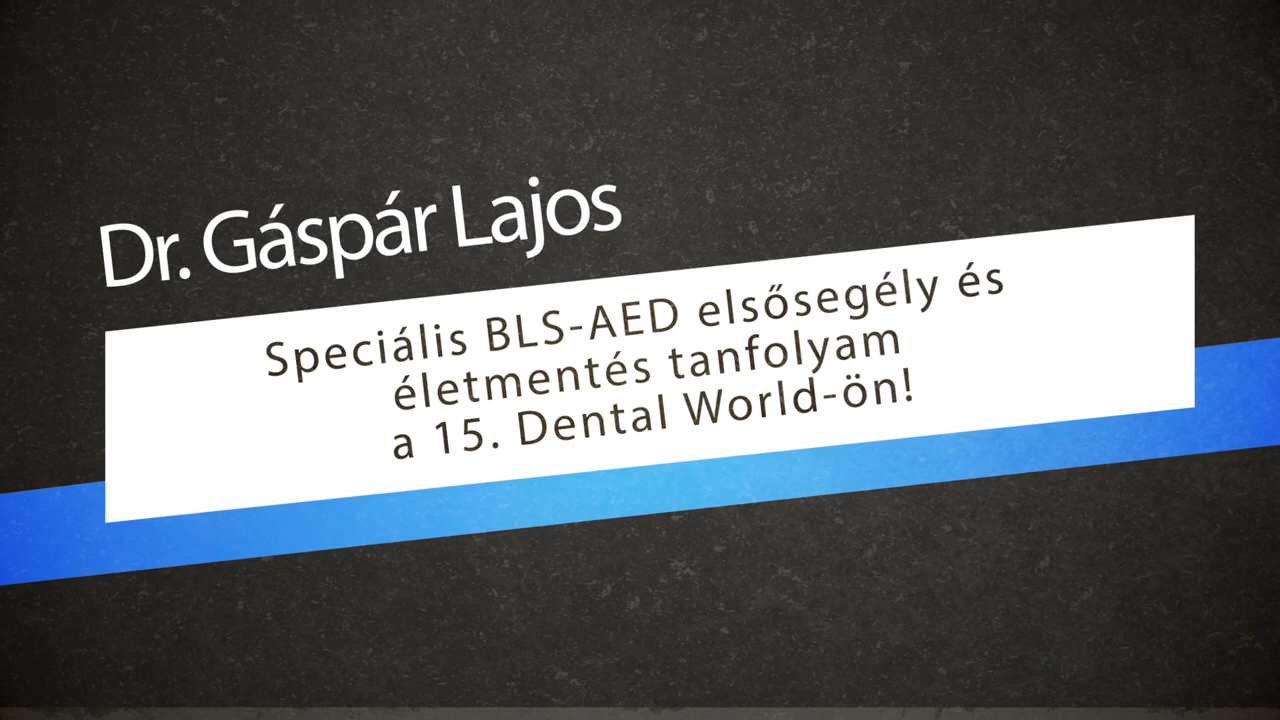 Dr. Gáspár Lajos
Speciális BLS-AED elsősegély és
életmentés tanfolyam
a 15. Dental World-ön!